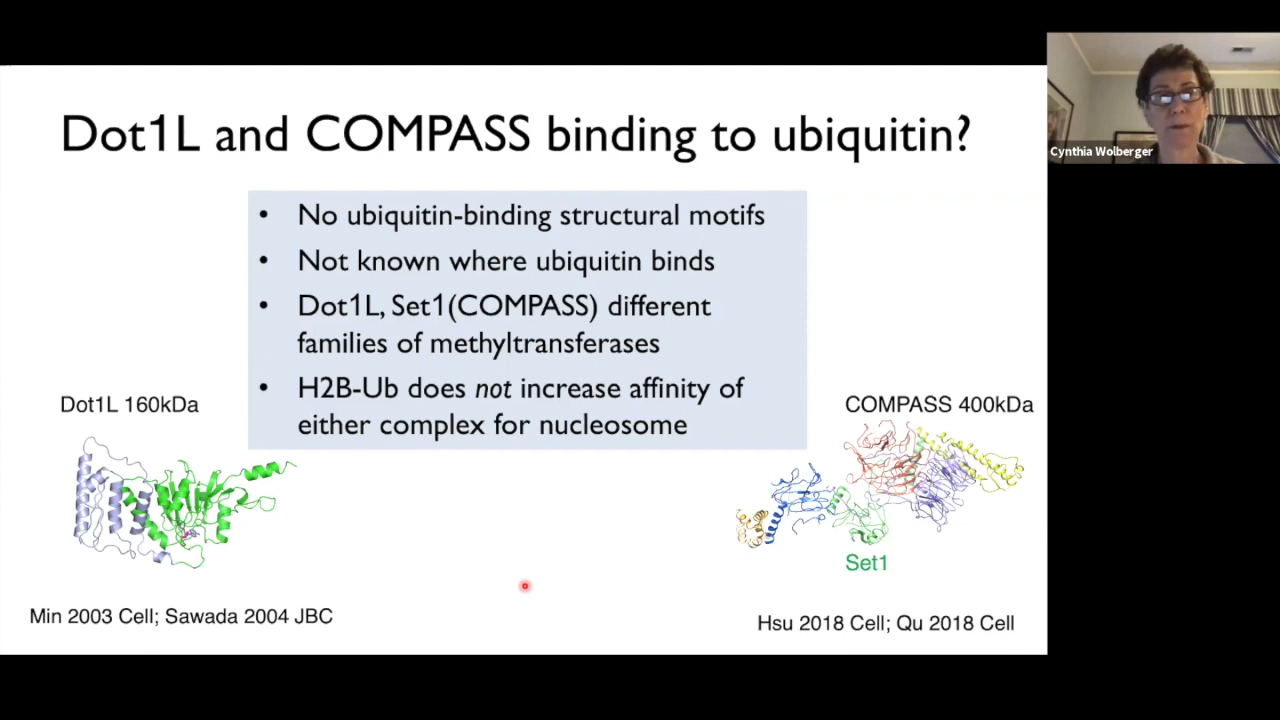 Dot1L and COMPASS binding to ubiquitin?
Cynthia Wolberger
• No ubiquitin-binding structural motifs
• Not known where ubiquitin binds
• Dot1L, Set1(COMPASS) different
families of methyltransferases
• H2B-Ub does not increase affinity of
either complex for nucleosome
Dot1L 160kDa
COMPASS 400kDa
Set1
Min 2003 Cell; Sawada 2004 JBC
Hsu 2018 Cell; Qu 2018 Cell